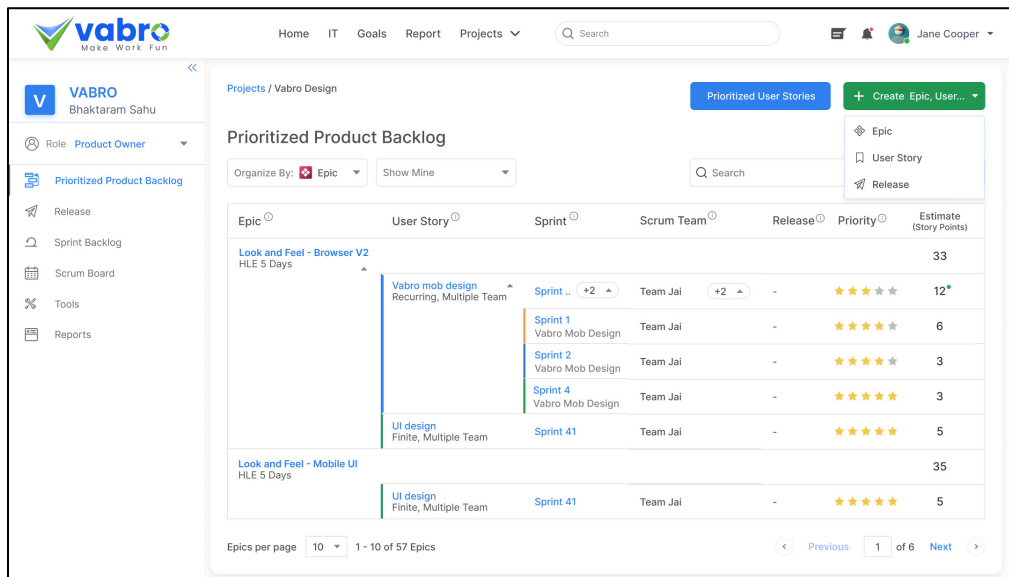 vabro
Make Work Fun
Home IT Goals Report Projects
Search
Jane Cooper
V
VABRO
Bhaktaram Sahu
Role Product Owner
Prioritized Product Backlog
Release
Sprint Backlog
Scrum Board
Tools
Reports
Projects / Vabro Design
Prioritized User Stories
+ Create Epic, User...
Epic
User Story
Release
Prioritized Product Backlog
Organize By: Epic
Show Mine
Search
Epic User Story Sprint Scrum Team Release Priority Estimate
(Story Points)
Look and Feel - Browser V2 33
HLE 5 Days
Vabro mob design Sprint .. +2 Team Jai +2 - 12
Recurring, Multiple Team
Sprint 1 Team Jai - 6
Vabro Mob Design
Sprint 2 Team Jai - 3
Vabro Mob Design
Sprint 4 Team Jai - 3
Vabro Mob Design
UI design Sprint 41 Team Jai - 5
Finite, Multiple Team
Look and Feel - Mobile UI 35
HLE 5 Days
UI design Sprint 41 Team Jai - 5
Finite, Multiple Team
Epics per page 10 1 - 10 of 57 Epics
Previous 1 of 6 Next